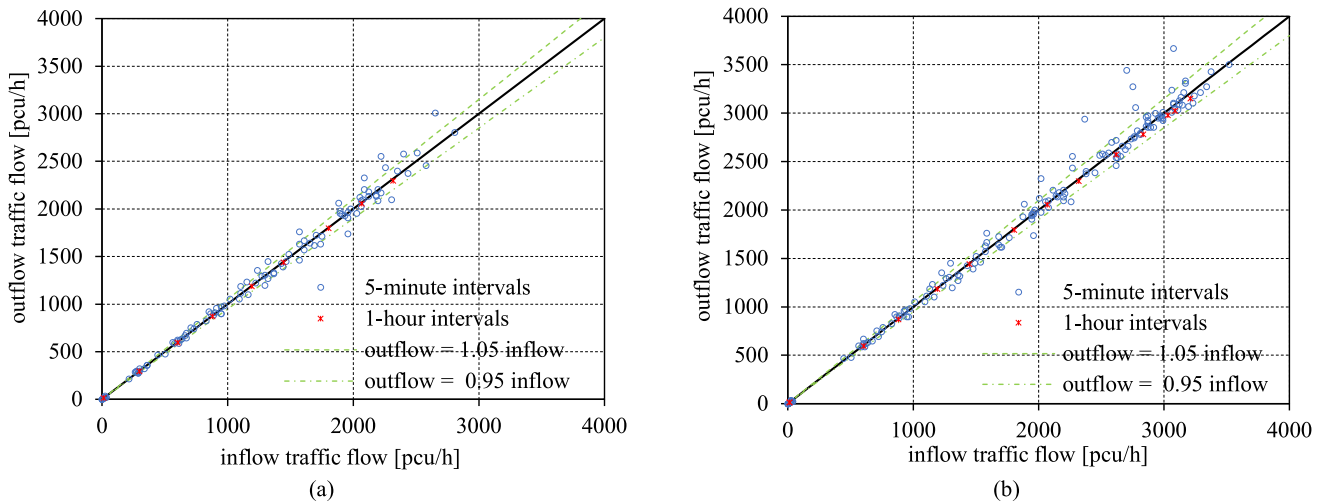 4000
3500
3000
2500
2000
1500
1000
500
0
outflow traffic flow [pcu/h]
5-minute intervals
1-hour intervals
outflow = 1.05 inflow
outflow = 0.95 inflow
0 1000 2000 3000 4000
inflow traffic flow [pcu/h]
(a)
4000
3500
3000
2500
2000
1500
1000
500
0
outflow traffic flow [pcu/h]
5-minute intervals
1-hour intervals
outflow = 1.05 inflow
outflow = 0.95 inflow
0 1000 2000 3000 4000
inflow traffic flow [pcu/h]
(b)